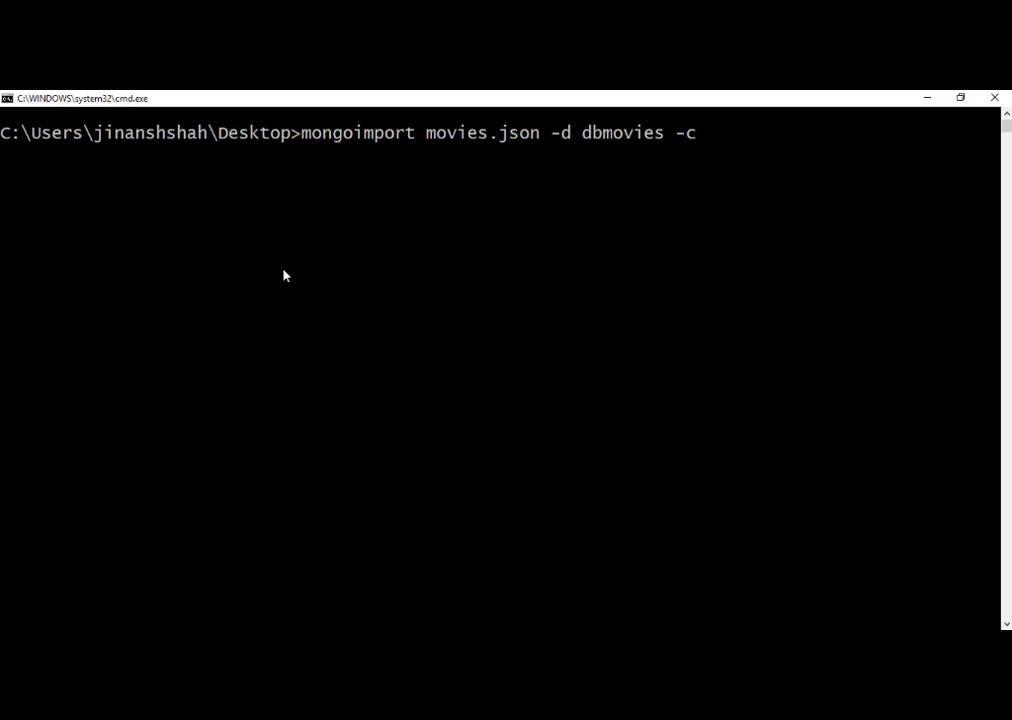 C:\WINDOWS\system32\cmd.exe
C:\Users\jinanshshah\Desktop>mongoimport movies.json -d dbmovies -c